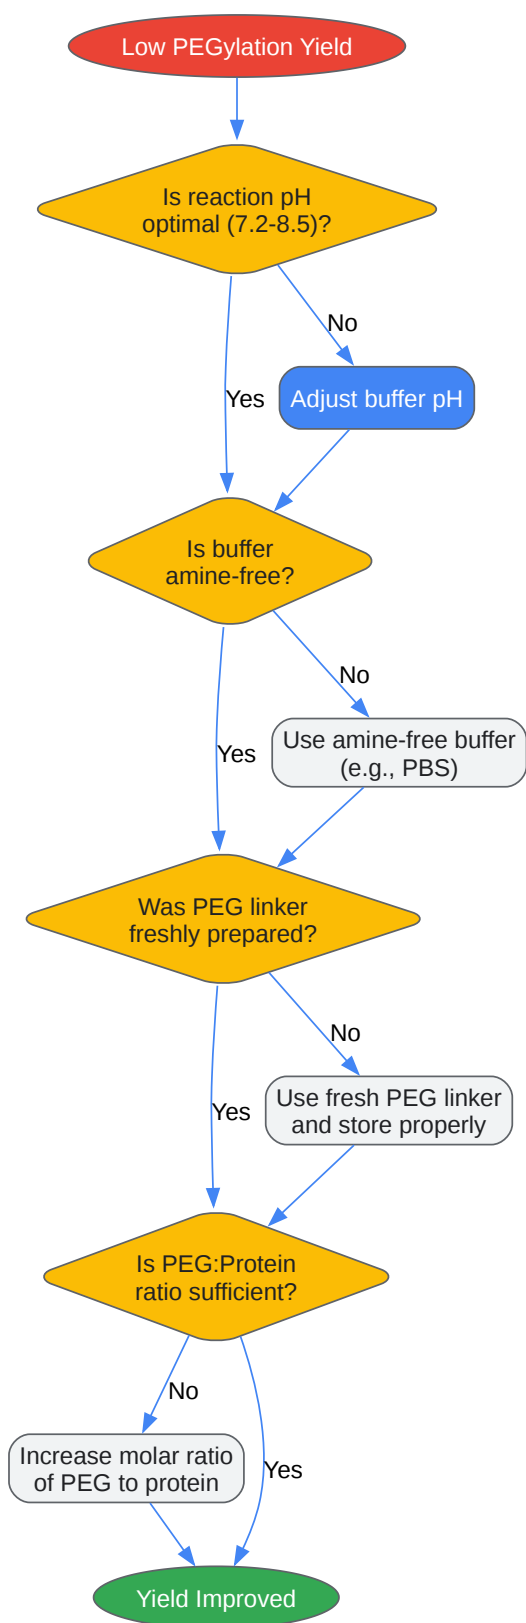 Low PEGylation Yield
Is reaction pH
optimal (7.2-8.5)?
No
Yes
Adjust buffer pH
Is buffer
amine-free?
No
Yes
Use amine-free buffer
(e.g., PBS)
Was PEG linker
freshly prepared?
No
Yes
Use fresh PEG linker
and store properly
Is PEG:Protein
ratio sufficient?
No
Increase molar ratio
of PEG to protein
Yes
Yield Improved